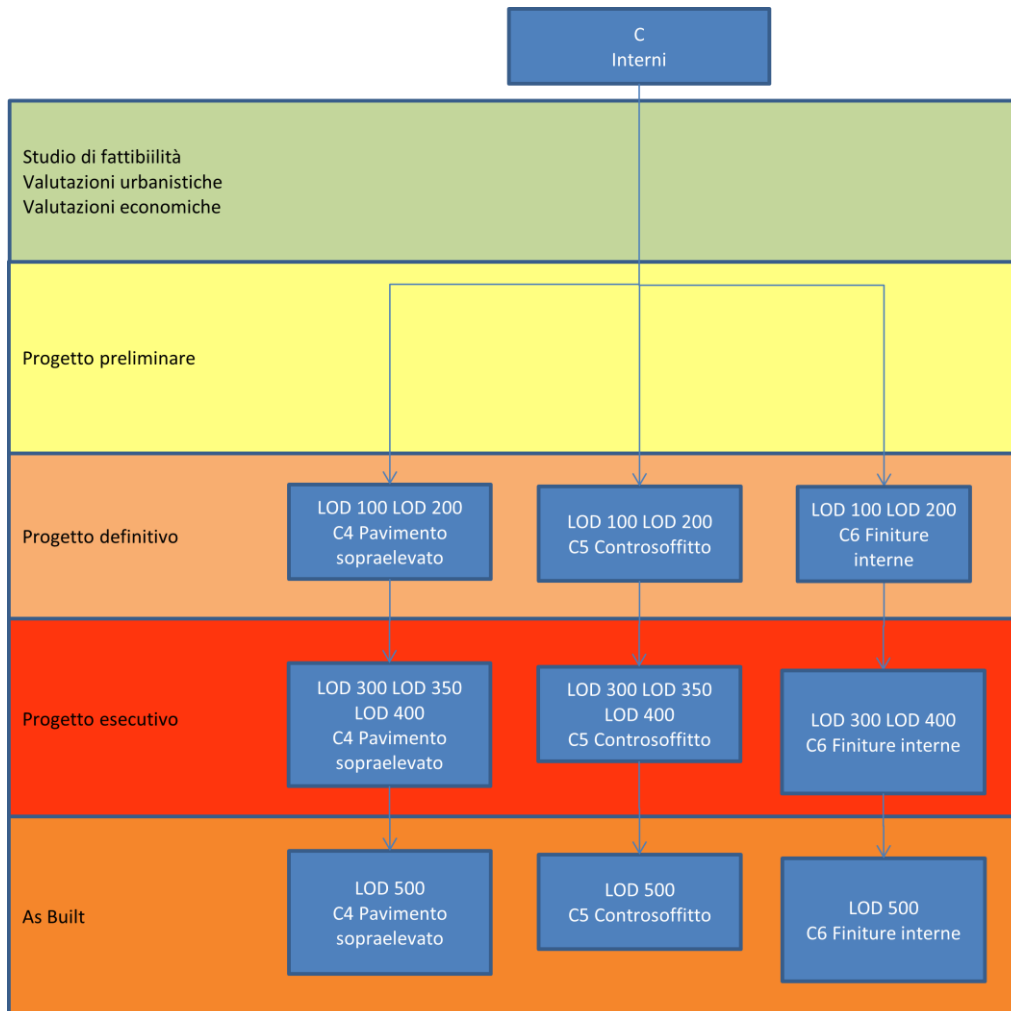 C
Interni
Studio di fattibiilità
Valutazioni urbanistiche
Valutazioni economiche
Progetto preliminare
Progetto definitivo
LOD 100 LOD 200
C4 Pavimento
sopraelevato
LOD 100 LOD 200
C5 Controsoffitto
LOD 100 LOD 200
C6 Finiture
interne
Progetto esecutivo
LOD 300 LOD 350
LOD 400
C4 Pavimento
sopraelevato
LOD 300 LOD 350
LOD 400
C5 Controsoffitto
LOD 300 LOD 400
C6 Finiture interne
As Built
LOD 500
C4 Pavimento
sopraelevato
LOD 500
C5 Controsoffitto
LOD 500
C6 Finiture interne